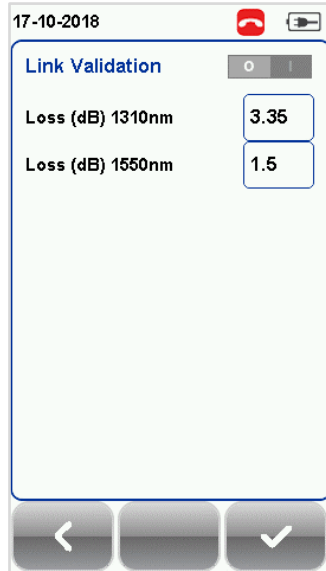 17-10-2018
Link Validation O I
Loss (dB) 1310nm 3.35
Loss (dB) 1550nm 1.5